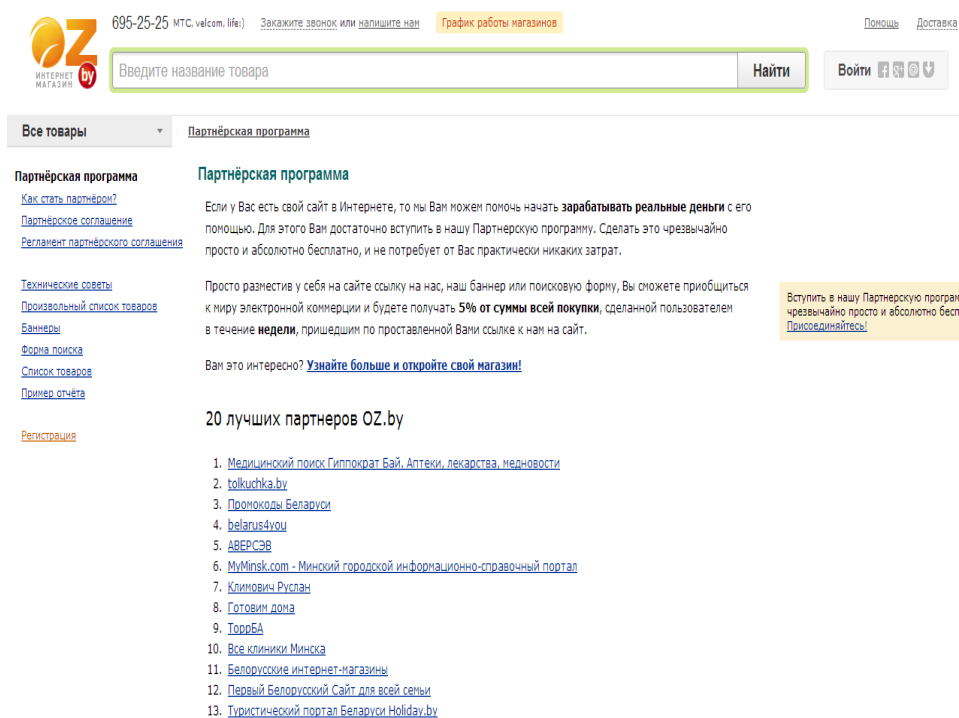 695-25-25 МТС, velcom, life:) Закажите звонок или напишите нам График работы магазинов Помощь Доставка
OZ
by
ИНТЕРНЕТ
МАГАЗИН
Введите название товара Найти Войти
Все товары Партнёрская программа
Партнёрская программа
Как стать партнёром?
Партнёрское соглашение
Регламент партнёрского соглашения
Технические советы
Произвольный список товаров
Баннеры
Форма поиска
Список товаров
Пример отчёта
Регистрация
Партнёрская программа
Если у Вас есть свой сайт в Интернете, то мы Вам можем помочь начать зарабатывать реальные деньги с его
помощью. Для этого Вам достаточно вступить в нашу Партнерскую программу. Сделать это чрезвычайно
просто и абсолютно бесплатно, и не потребует от Вас практически никаких затрат.
Просто разместив у себя на сайте ссылку на нас, наш баннер или поисковую форму, Вы сможете приобщиться
к миру электронной коммерции и будете получать 5% от суммы всей покупки, сделанной пользователем
в течение недели, пришедшим по проставленной Вами ссылке к нам на сайт.
Вам это интересно? Узнайте больше и откройте свой магазин!
Вступить в нашу Партнерскую програм
чрезвычайно просто и абсолютно бесп
Присоединяйтесь!
20 лучших партнеров OZ.by
1. Медицинский поиск Гиппократ Бай. Аптеки, лекарства, медновости
2. tolkuchka.by
3. Промокоды Беларуси
4. belarus4you
5. АВЕРСЭВ
6. MyMinsk.com - Минский городской информационно-справочный портал
7. Климович Руслан
8. Готовим дома
9. ТоррБА
10. Все клиники Минска
11. Белорусские интернет-магазины
12. Первый Белорусский Сайт для всей семьи
13. Туристический портал Беларуси Holiday.by